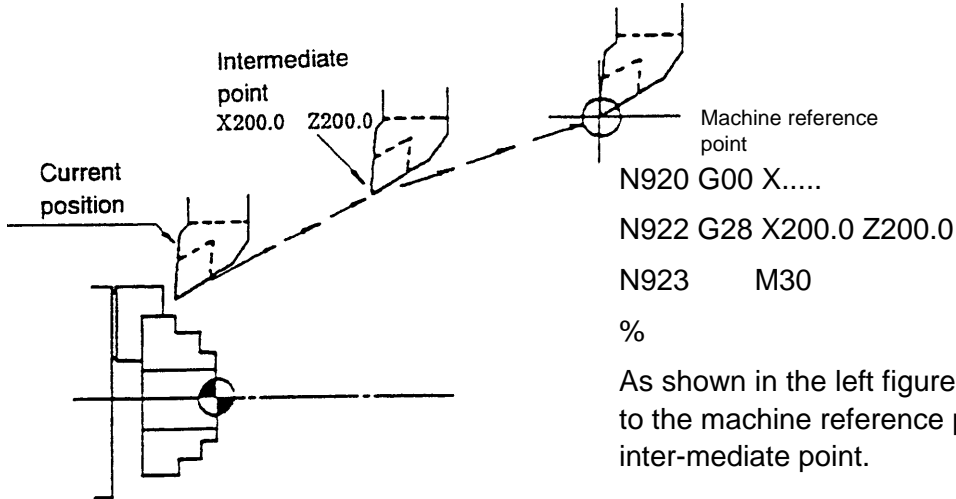 Intermediate
point
X200.0 Z200.0
Current
position
Machine reference
point
N920 G00 X.....
N922 G28 X200.0 Z200.0
N923 M30
%
As shown in the left figure
to the machine reference
inter-mediate point.